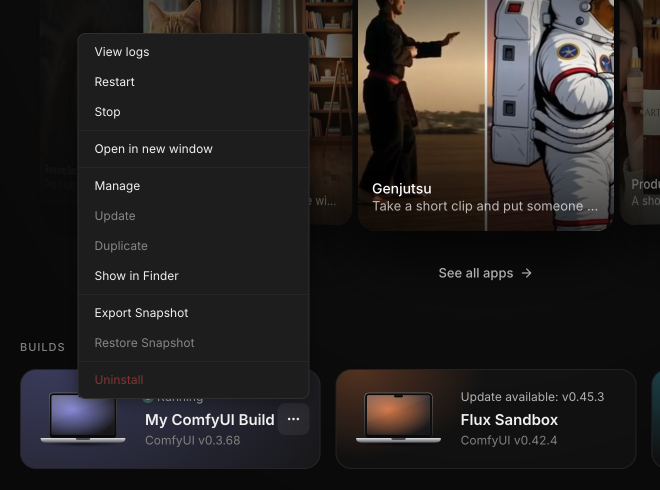 View logs
Restart
Stop
Open in new window
Manage
Update
Duplicate
Show in Finder
Export Snapshot
Restore Snapshot
Uninstall
e wi...
Genjutsu
Take a short clip and put someone ...
Produ
A sho
ART
See all apps →
BUILDS
Running
My ComfyUI Build
ComfyUI v0.3.68
Update available: v0.45.3
Flux Sandbox
ComfyUI v0.42.4